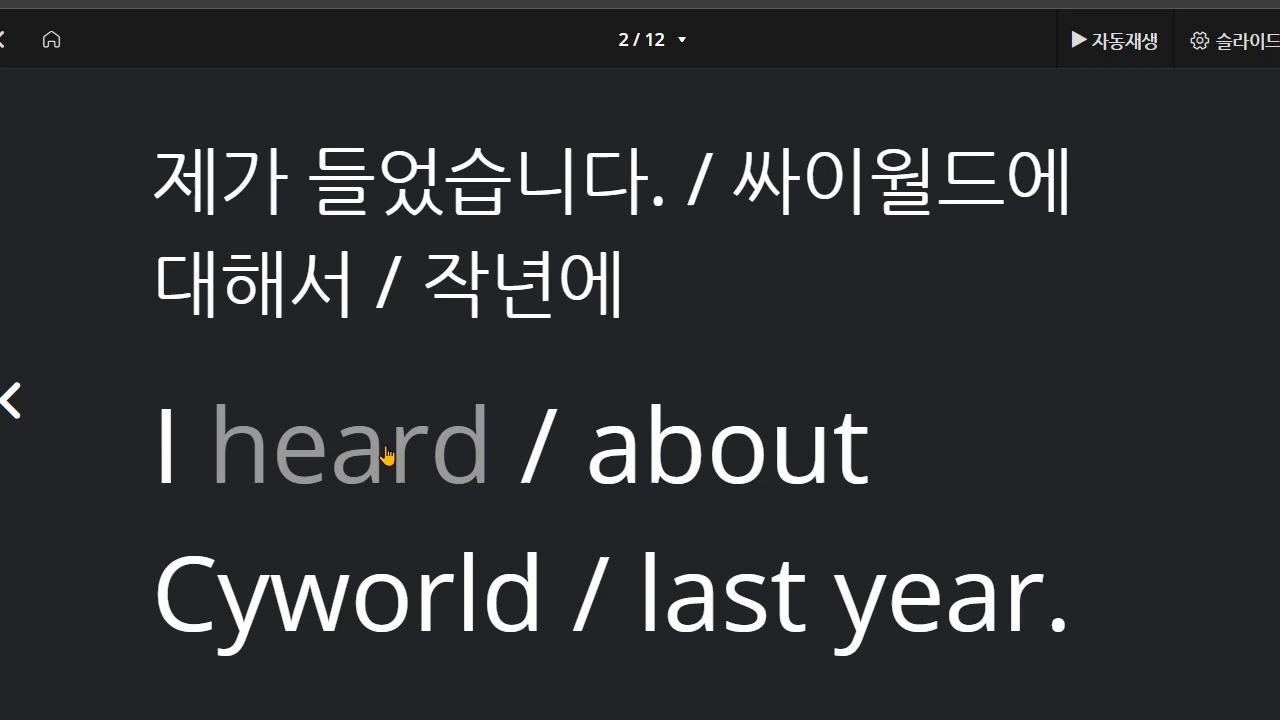 2 / 12
자동재생
슬라이드
제가 들었습니다. / 싸이월드에
대해서 / 작년에
I heard / about
Cyworld / last year.